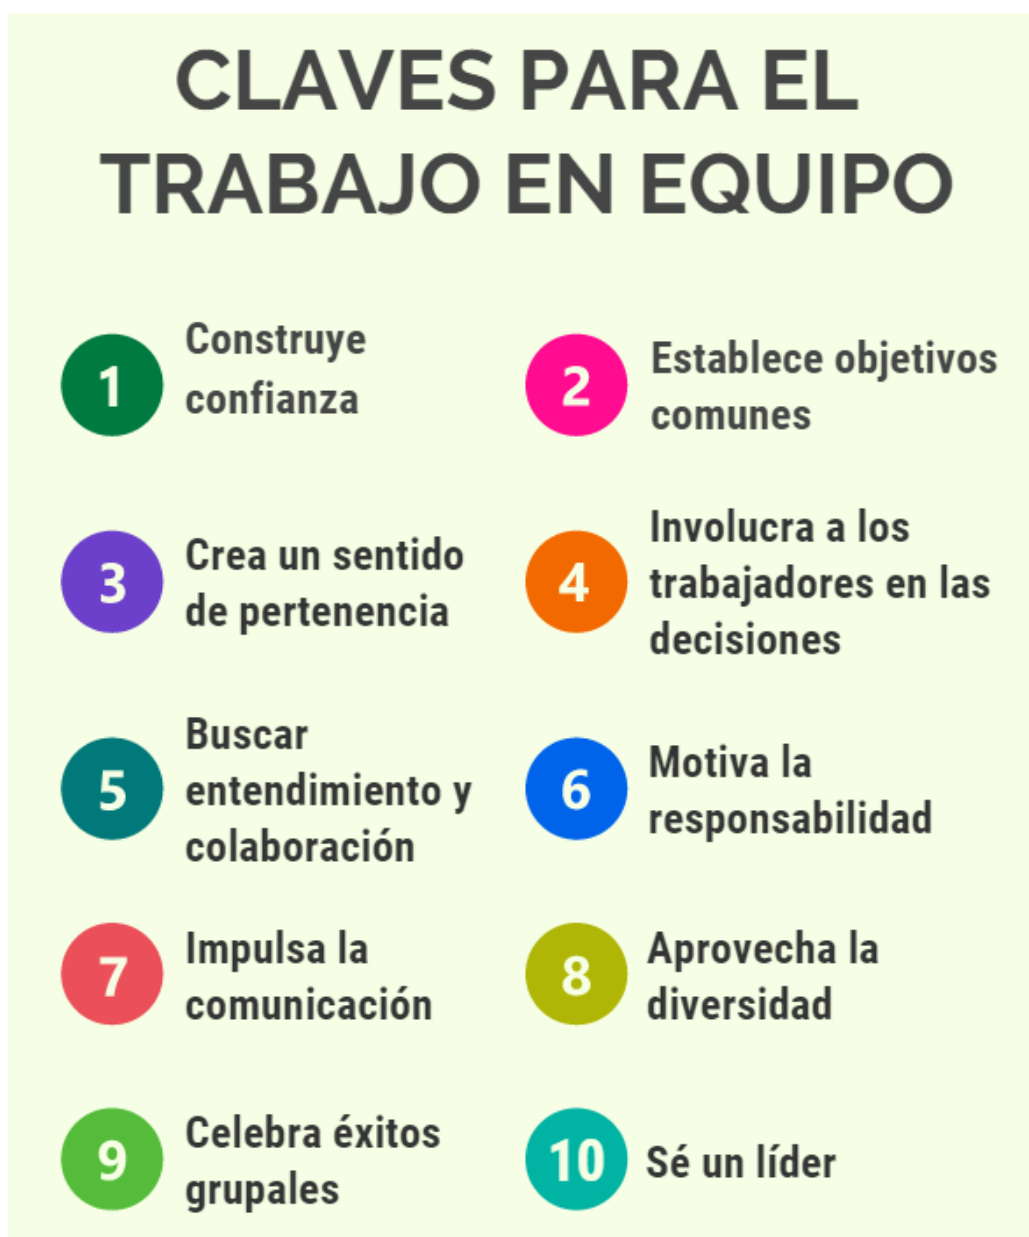 CLAVES PARA EL
TRABAJO EN EQUIPO
1
Construye
confianza
2
Establece objetivos
comunes
3
Crea un sentido
de pertenencia
4
Involucra a los
trabajadores en las
decisiones
5
Buscar
entendimiento y
colaboración
6
Motiva la
responsabilidad
7
Impulsa la
comunicación
8
Aprovecha la
diversidad
9
Celebra éxitos
grupales
10
Sé un líder